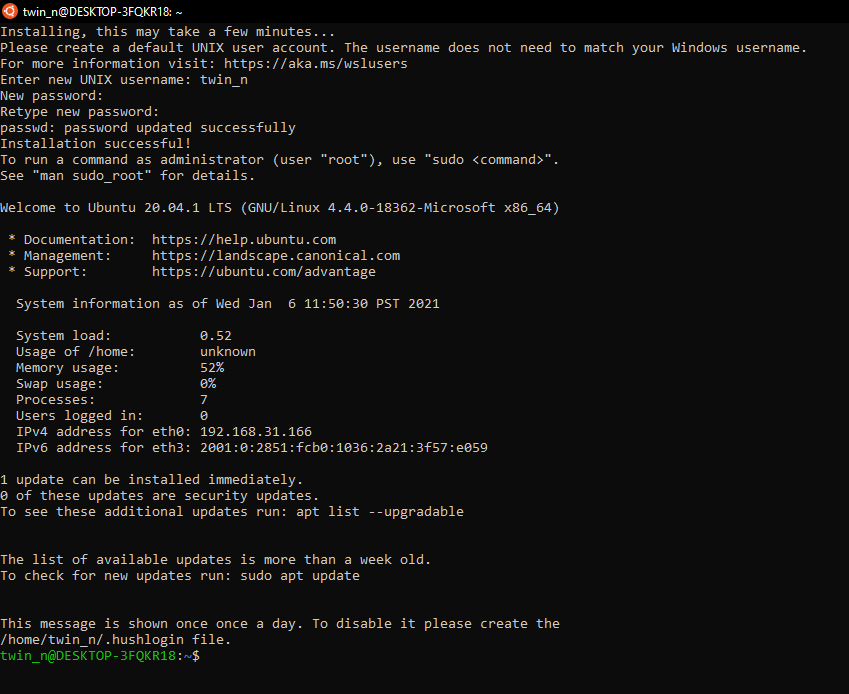 twin_n@DESKTOP-3FQKR18: ~
Installing, this may take a few minutes...
Please create a default UNIX user account. The username does not need to match your Windows username.
For more information visit: https://aka.ms/wslusers
Enter new UNIX username: twin_n
New password:
Retype new password:
passwd: password updated successfully
Installation successful!
To run a command as administrator (user "root"), use "sudo <command>".
See "man sudo_root" for details.

Welcome to Ubuntu 20.04.1 LTS (GNU/Linux 4.4.0-18362-Microsoft x86_64)

 * Documentation:  https://help.ubuntu.com
 * Management:     https://landscape.canonical.com
 * Support:        https://ubuntu.com/advantage

  System information as of Wed Jan  6 11:50:30 PST 2021

  System load:           0.52
  Usage of /home:        unknown
  Memory usage:          52%
  Swap usage:            0%
  Processes:             7
  Users logged in:       0
  IPv4 address for eth0: 192.168.31.166
  IPv6 address for eth3: 2001:0:2851:fcb0:1036:2a21:3f57:e059

1 update can be installed immediately.
0 of these updates are security updates.
To see these additional updates run: apt list --upgradable

The list of available updates is more than a week old.
To check for new updates run: sudo apt update

This message is shown once once a day. To disable it please create the
/home/twin_n/.hushlogin file.
twin_n@DESKTOP-3FQKR18:~$